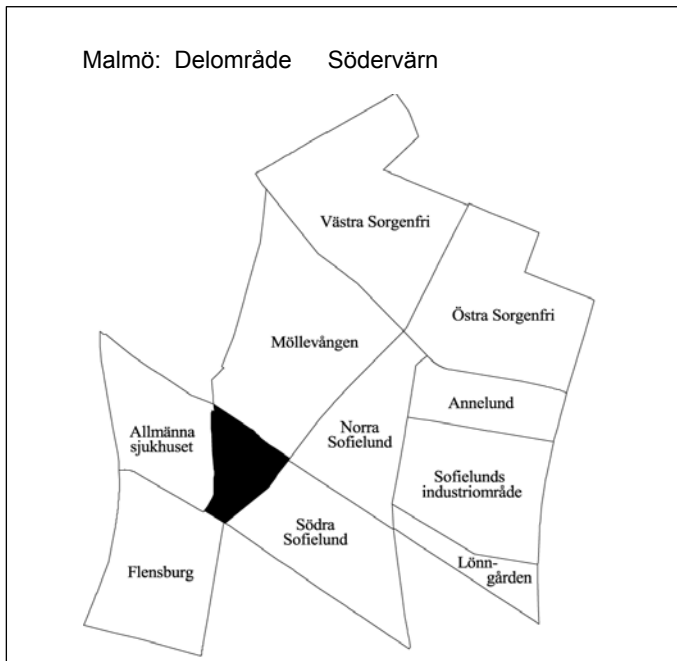 Malmö: Delområde Södervärn
Västra Sorgenfri
Östra Sorgenfri
Möllevången
Annelund
Allmänna
sjukhuset
Norra
Sofielund
Sofielunds
industriområde
Södra
Sofielund
Lönn-
gården
Flensburg